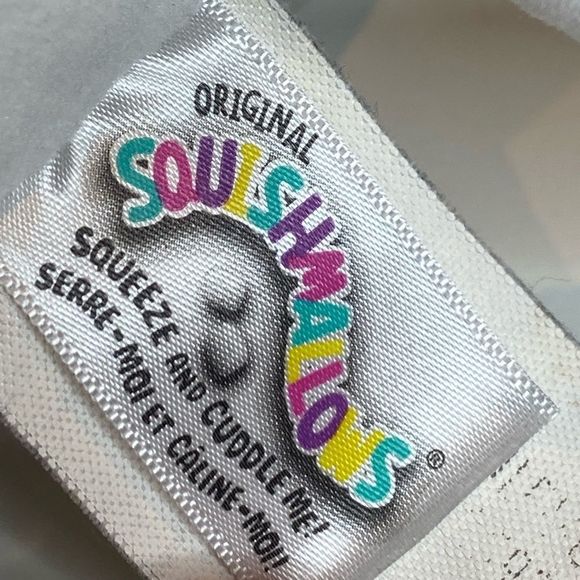 ORIGINAL
SQUISHMALLOWS®
SQUEEZE AND CUDDLE ME!
SERRE-MOI ET CÂLINE-MOI!